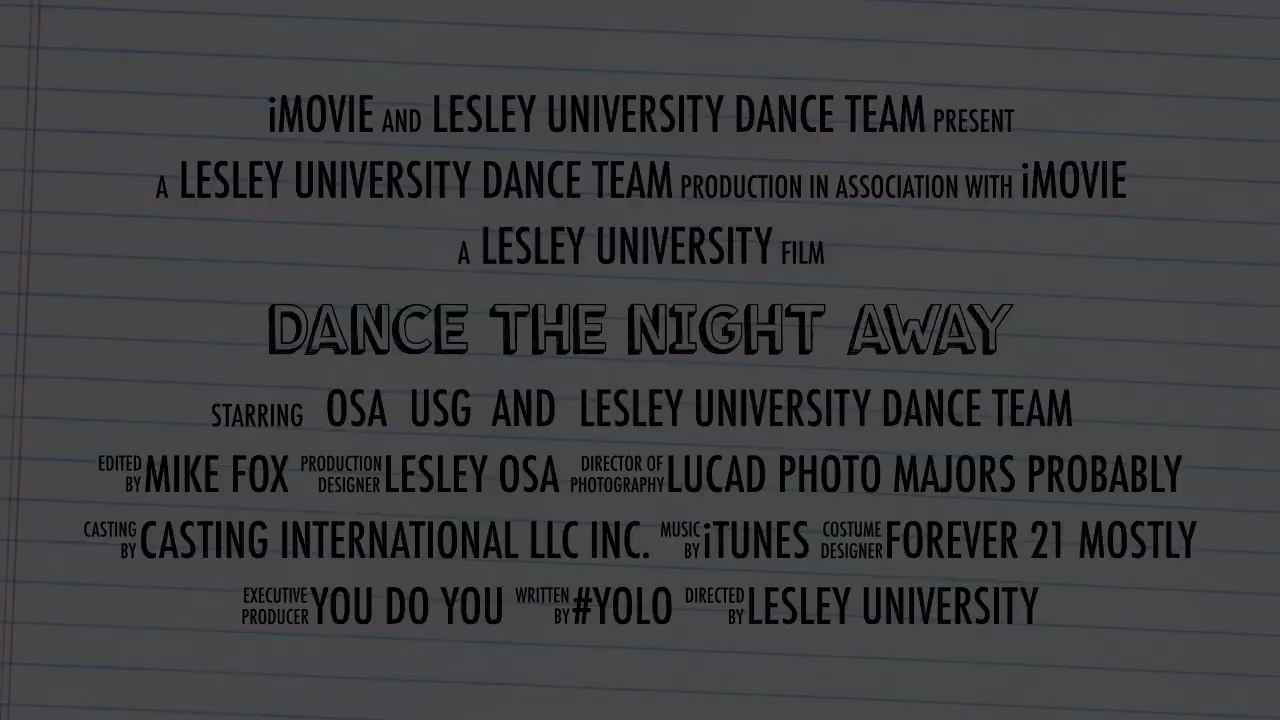 iMOVIE AND LESLEY UNIVERSITY DANCE TEAM PRESENT
A LESLEY UNIVERSITY DANCE TEAM PRODUCTION IN ASSOCIATION WITH iMOVIE
A LESLEY UNIVERSITY FILM
DANCE THE NIGHT AWAY
STARRING OSA USG AND LESLEY UNIVERSITY DANCE TEAM
EDITED BY MIKE FOX PRODUCTION DESIGNER LESLEY OSA DIRECTOR OF PHOTOGRAPHY LUCAD PHOTO MAJORS PROBABLY
CASTING BY CASTING INTERNATIONAL LLC INC. MUSIC BY iTUNES COSTUME DESIGNER FOREVER 21 MOSTLY
EXECUTIVE PRODUCER YOU DO YOU WRITTEN BY #YOLO DIRECTED BY LESLEY UNIVERSITY